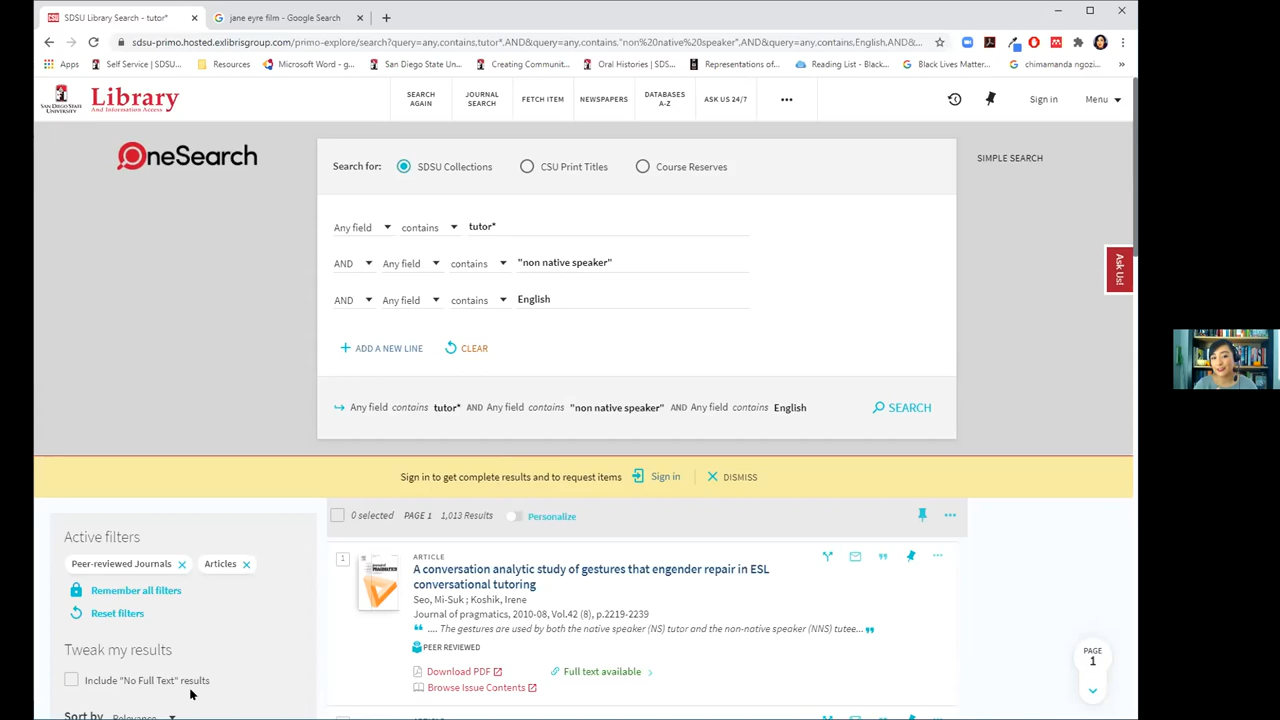 SDSU Library Search - tutor*
jane eyre film - Google Search
sdsu-primo.hosted.exlibrisgroup.com/primo-explore/search?query=any,contains,tutor*,AND&query=any,contains,"non%20native%20speaker",AND&query=any,contains,English,AND&...
Apps
Self Service | SDSU...
Resources
Microsoft Word - g...
San Diego State Un...
Creating Communit...
Oral Histories | SDS...
Representations of...
Reading List - Black...
Black Lives Matter...
chimamanda ngozi...
SAN DIEGO STATE UNIVERSITY
Library
And Information Access
SEARCH AGAIN
JOURNAL SEARCH
FETCH ITEM
NEWSPAPERS
DATABASES A-Z
ASK US 24/7
Sign in
Menu
OneSearch
Search for:
SDSU Collections
CSU Print Titles
Course Reserves
SIMPLE SEARCH
Any field contains tutor*
AND Any field contains "non native speaker"
AND Any field contains English
ADD A NEW LINE
CLEAR
Any field contains tutor* AND Any field contains "non native speaker" AND Any field contains English
SEARCH
Ask Us!
Sign in to get complete results and to request items
Sign in
DISMISS
Active filters
Peer-reviewed Journals
Articles
Remember all filters
Reset filters
Tweak my results
Include "No Full Text" results
Sort by Relevance
0 selected PAGE 1 1,013 Results
Personalize
1
ARTICLE
A conversation analytic study of gestures that engender repair in ESL
conversational tutoring
Seo, Mi-Suk ; Koshik, Irene
Journal of pragmatics, 2010-08, Vol.42 (8), p.2219-2239
.... The gestures are used by both the native speaker (NS) tutor and the non-native speaker (NNS) tutee...
PEER REVIEWED
Download PDF
Full text available
Browse Issue Contents
PAGE
1